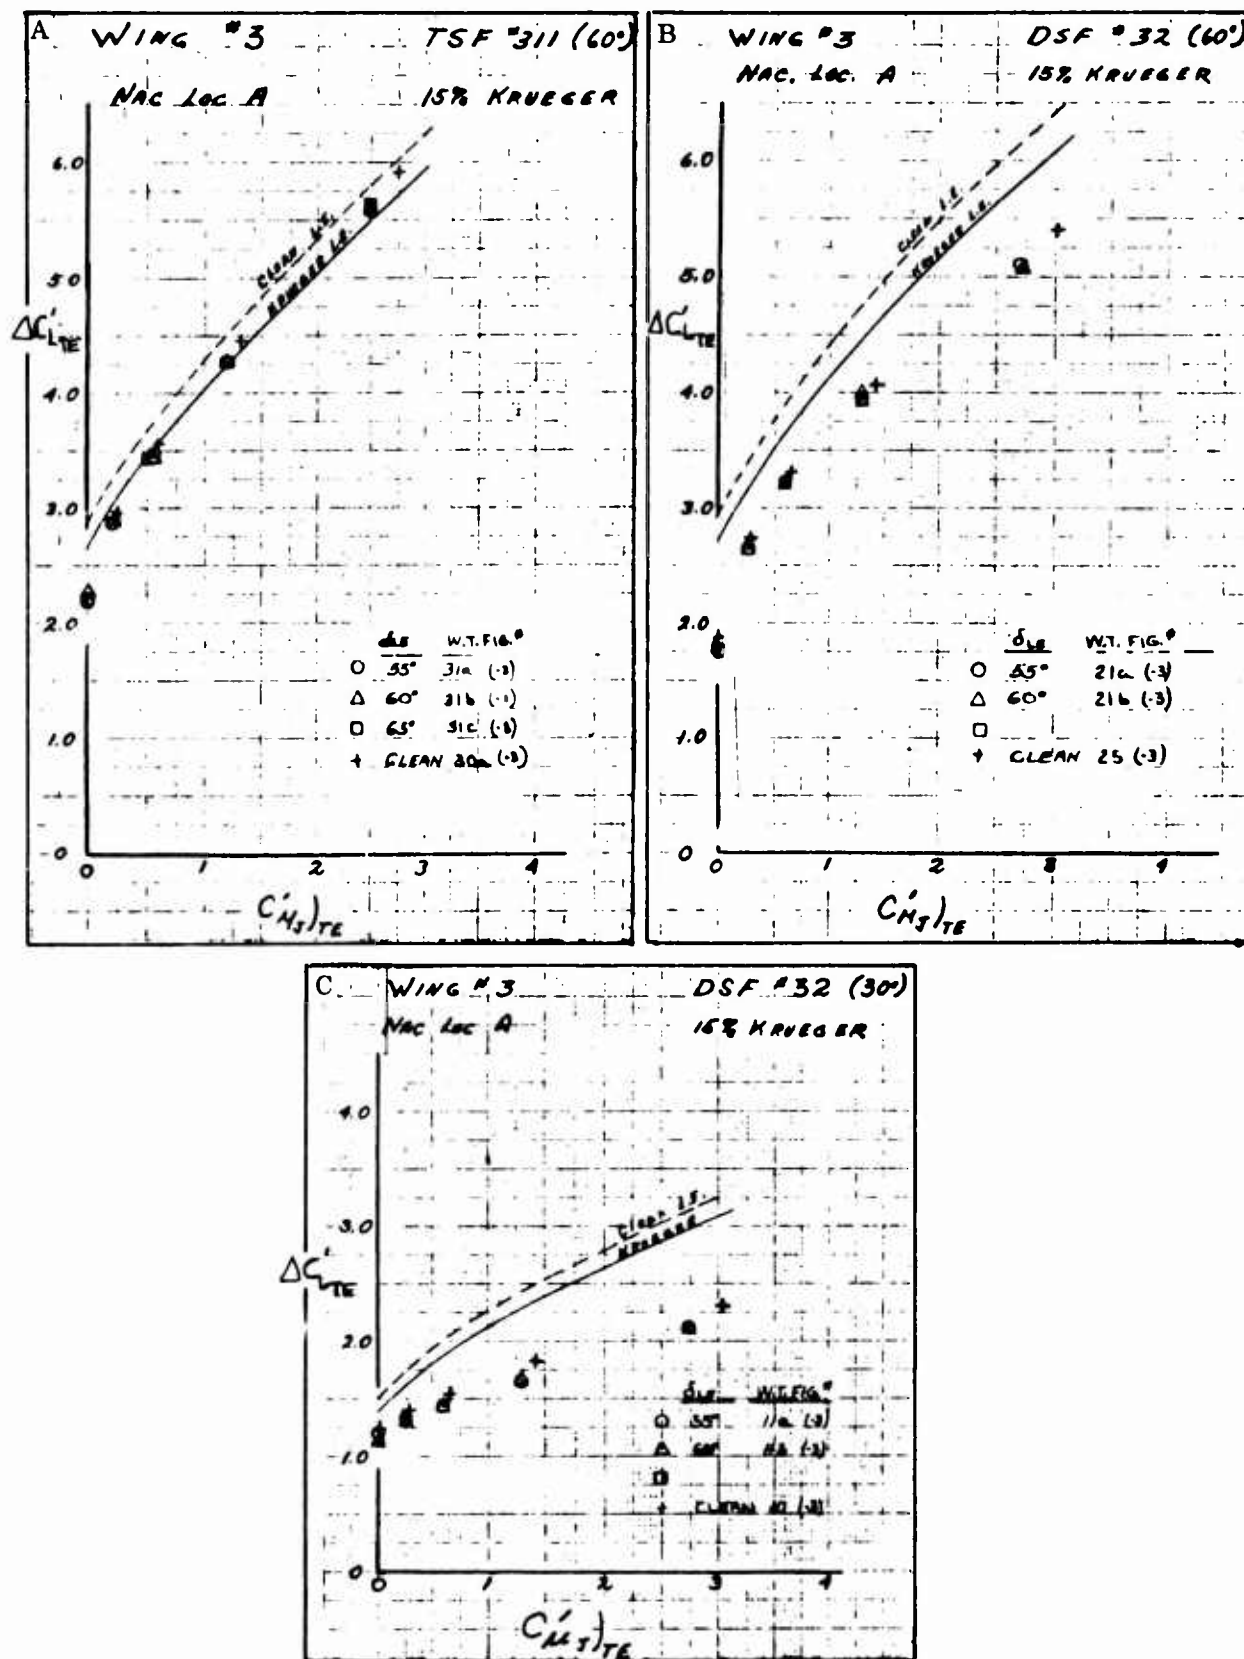 A WING #3 TSF #311 (60°)
NAC LOC A 15% KRUEGER
6.0
5.0
4.0
3.0
2.0
1.0
0
ΔC'LTE
CLEAN L.E.
KRUEGER L.E.
δLE W.T. FIG.#
○ 55° 31a (-3)
△ 60° 31b (-1)
□ 65° 31c (-3)
+ CLEAN 30a (-3)
0 1 2 3 4
C'μJ)TE
B WING #3 DSF #32 (60°)
NAC. LOC. A 15% KRUEGER
6.0
5.0
4.0
3.0
2.0
1.0
0
ΔC'LTE
CLEAN L.E.
KRUEGER L.E.
δLE W.T. FIG.#
○ 55° 21a (-3)
△ 60° 21b (-3)
□
+ CLEAN 25 (-3)
0 1 2 3 4
C'μJ)TE
C WING #3 DSF #32 (30°)
NAC LOC A 15% KRUEGER
4.0
3.0
2.0
1.0
0
ΔC'LTE
Clean L.E.
KRUEGER
δLE W.T. FIG.#
○ 55° 11a (-3)
△ 60° 11b (-3)
□
+ CLEAN (-3)
0 1 2 3 4
C'μJ)TE